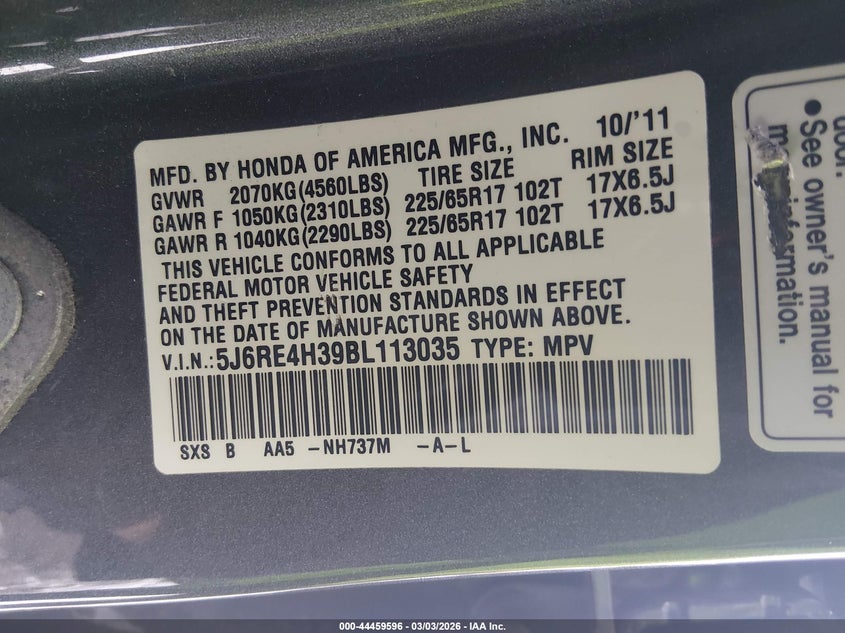 MFD. BY HONDA OF AMERICA MFG., INC. 10/'11
GVWR 2070KG(4560LBS) TIRE SIZE RIM SIZE
GAWR F 1050KG(2310LBS) 225/65R17 102T 17X6.5J
GAWR R 1040KG(2290LBS) 225/65R17 102T 17X6.5J
THIS VEHICLE CONFORMS TO ALL APPLICABLE
FEDERAL MOTOR VEHICLE SAFETY
AND THEFT PREVENTION STANDARDS IN EFFECT
ON THE DATE OF MANUFACTURE SHOWN ABOVE.
V.I.N.:5J6RE4H39BL113035 TYPE: MPV
SXS B AA5 -NH737M -A-L
door.
●See owner's manual for
information.
000-44459596 - 03/03/2026 - IAA Inc.